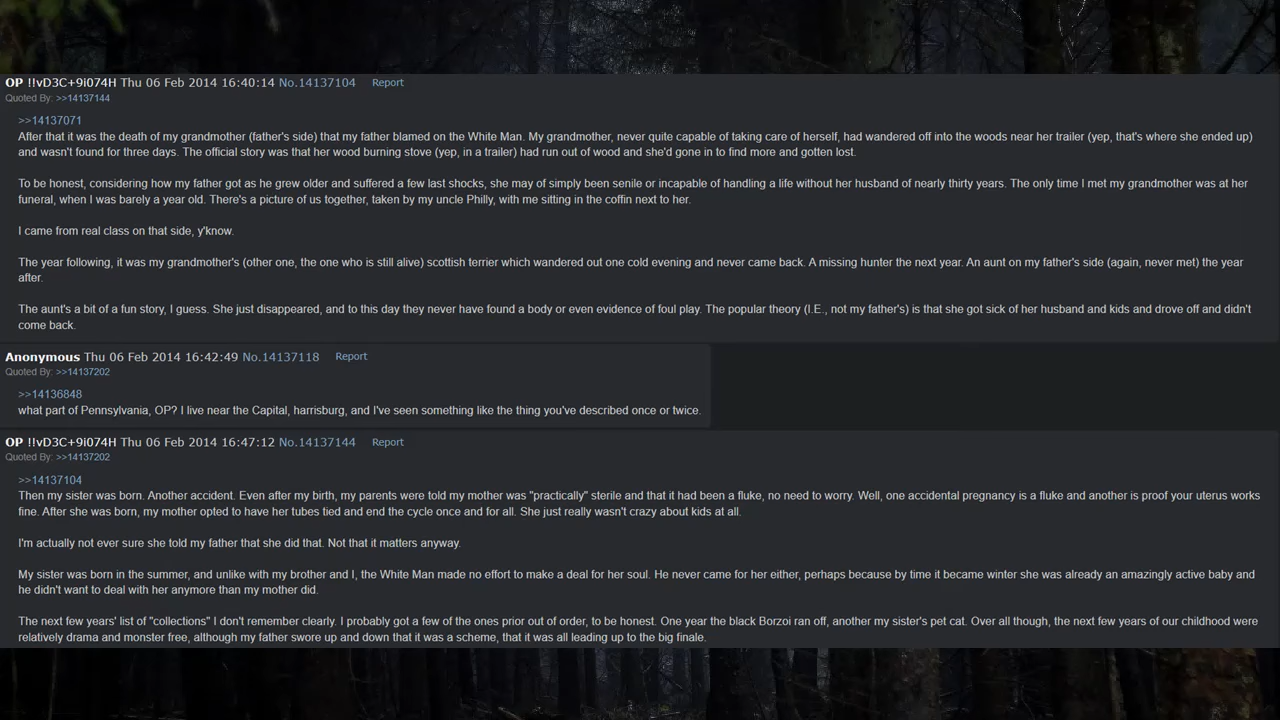 OP !!vD3C+9i074H Thu 06 Feb 2014 16:40:14 No.14137104 Report
Quoted By: >>14137144
>>14137071
After that it was the death of my grandmother (father's side) that my father blamed on the White Man. My grandmother, never quite capable of taking care of herself, had wandered off into the woods near her trailer (yep, that's where she ended up)
and wasn't found for three days. The official story was that her wood burning stove (yep, in a trailer) had run out of wood and she'd gone in to find more and gotten lost.
To be honest, considering how my father got as he grew older and suffered a few last shocks, she may of simply been senile or incapable of handling a life without her husband of nearly thirty years. The only time I met my grandmother was at her
funeral, when I was barely a year old. There's a picture of us together, taken by my uncle Philly, with me sitting in the coffin next to her.
I came from real class on that side, y'know.
The year following, it was my grandmother's (other one, the one who is still alive) scottish terrier which wandered out one cold evening and never came back. A missing hunter the next year. An aunt on my father's side (again, never met) the year
after.
The aunt's a bit of a fun story, I guess. She just disappeared, and to this day they never have found a body or even evidence of foul play. The popular theory (I.E., not my father's) is that she got sick of her husband and kids and drove off and didn't
come back.
Anonymous Thu 06 Feb 2014 16:42:49 No.14137118 Report
Quoted By: >>14137202
>>14136848
what part of Pennsylvania, OP? I live near the Capital, harrisburg, and I've seen something like the thing you've described once or twice.
OP !!vD3C+9i074H Thu 06 Feb 2014 16:47:12 No.14137144 Report
Quoted By: >>14137202
>>14137104
Then my sister was born. Another accident. Even after my birth, my parents were told my mother was "practically" sterile and that it had been a fluke, no need to worry. Well, one accidental pregnancy is a fluke and another is proof your uterus works
fine. After she was born, my mother opted to have her tubes tied and end the cycle once and for all. She just really wasn't crazy about kids at all.
I'm actually not ever sure she told my father that she did that. Not that it matters anyway.
My sister was born in the summer, and unlike with my brother and I, the White Man made no effort to make a deal for her soul. He never came for her either, perhaps because by time it became winter she was already an amazingly active baby and
he didn't want to deal with her anymore than my mother did.
The next few years' list of "collections" I don't remember clearly. I probably got a few of the ones prior out of order, to be honest. One year the black Borzoi ran off, another my sister's pet cat. Over all though, the next few years of our childhood were
relatively drama and monster free, although my father swore up and down that it was a scheme, that it was all leading up to the big finale.